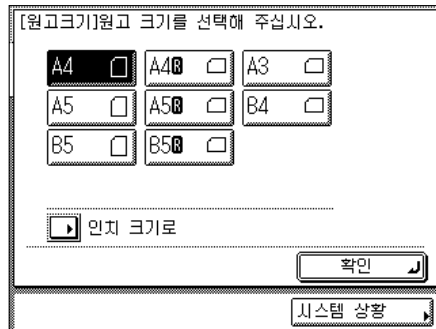 [원고크기]원고 크기를 선택해 주십시오.
A4 A4R A3
A5 A5R B4
B5 B5R
인치 크기로
확인
시스템 상황